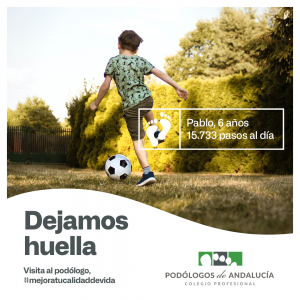 Pablo, 6 años
15.733 pasos al día
Dejamos
huella
Visita al podólogo,
#mejoratucalidaddevida
PODÓLOGOS de ANDALUCÍA
COLEGIO PROFESIONAL